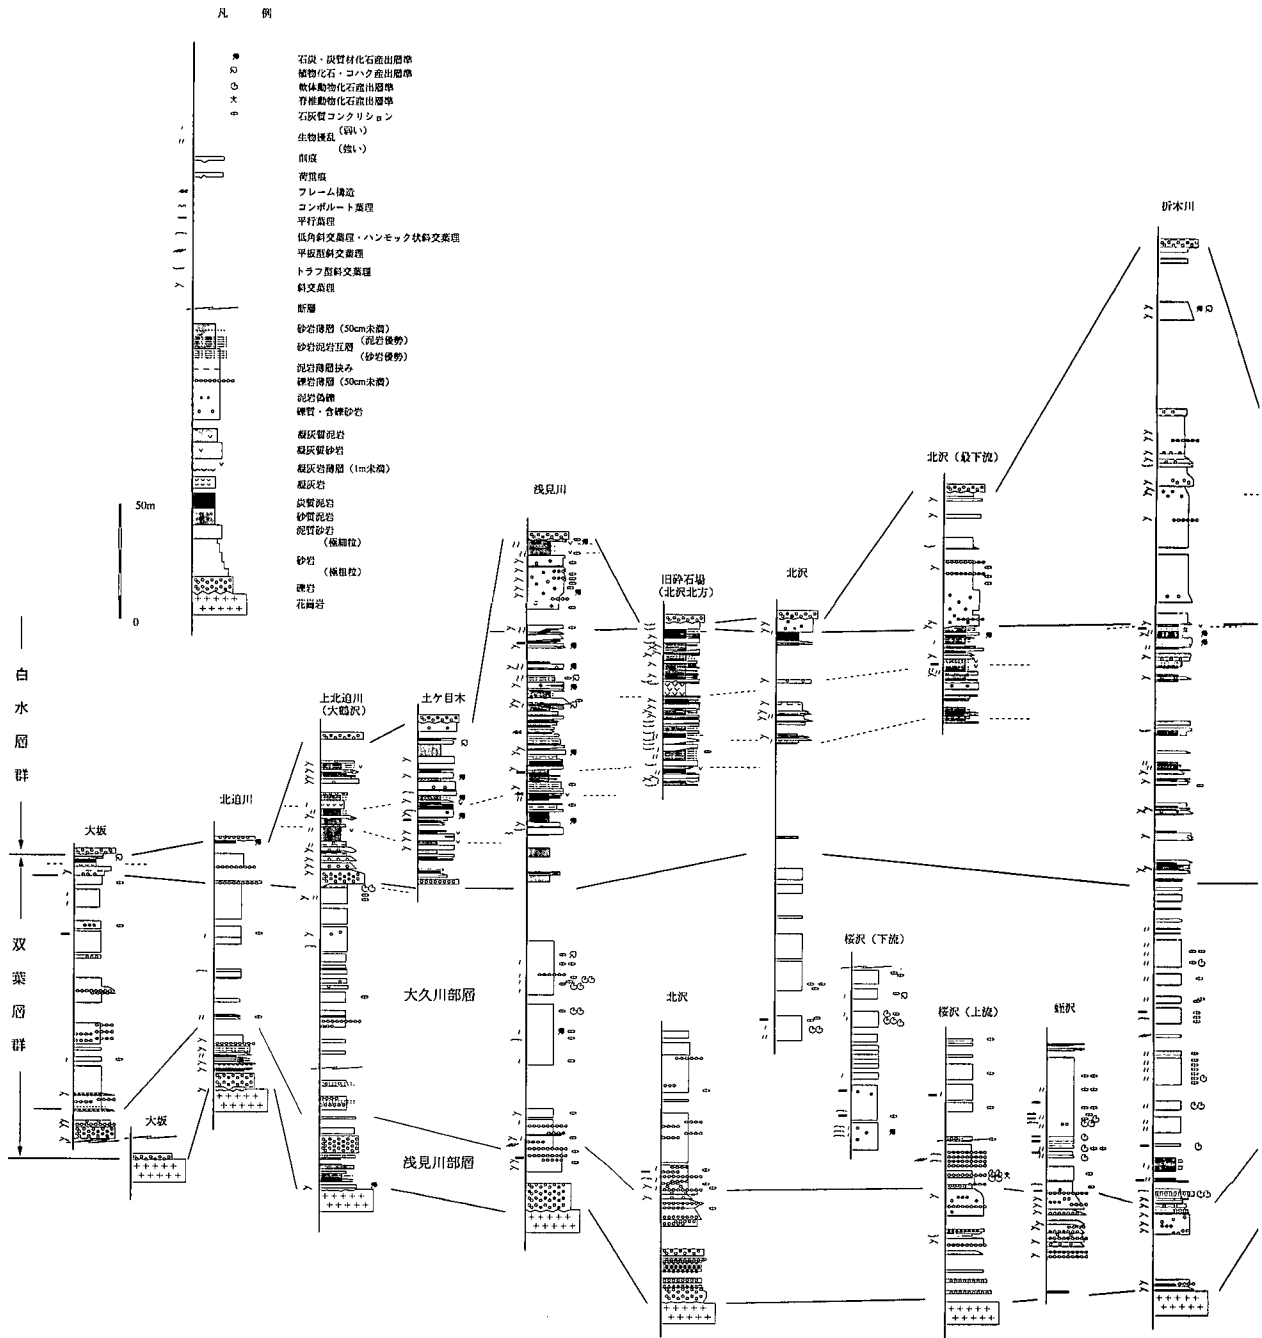 凡 例
石炭・炭質材化石産出層準
植物化石・コハク産出層準
軟体動物化石産出層準
脊椎動物化石産出層準
石灰質コンクリション
生物擾乱
(弱い)
(強い)
削痕
荷重痕
フレーム構造
コンボルート葉理
平行葉理
低角斜交葉理・ハンモック状斜交葉理
平板型斜交葉理
トラフ型斜交葉理
斜交葉理
断層
砂岩薄層(50cm未満)
砂岩泥岩互層
(泥岩優勢)
(砂岩優勢)
泥岩薄層挟み
礫岩薄層(50cm未満)
泥岩偽礫
礫質・含礫砂岩
凝灰質泥岩
凝灰質砂岩
凝灰岩薄層(1m未満)
凝灰岩
炭質泥岩
砂質泥岩
泥質砂岩
(極細粒)
砂岩
(極粗粒)
礫岩
花崗岩
50m
0
白水層群
双葉層群
大坂
大坂
北迫川
上北迫川
(大鶴沢)
土ケ目木
浅見川
旧砕石場
(北沢北方)
北沢
北沢(最下流)
折木川
大久川部層
浅見川部層
北沢
桜沢(下流)
桜沢(上流)